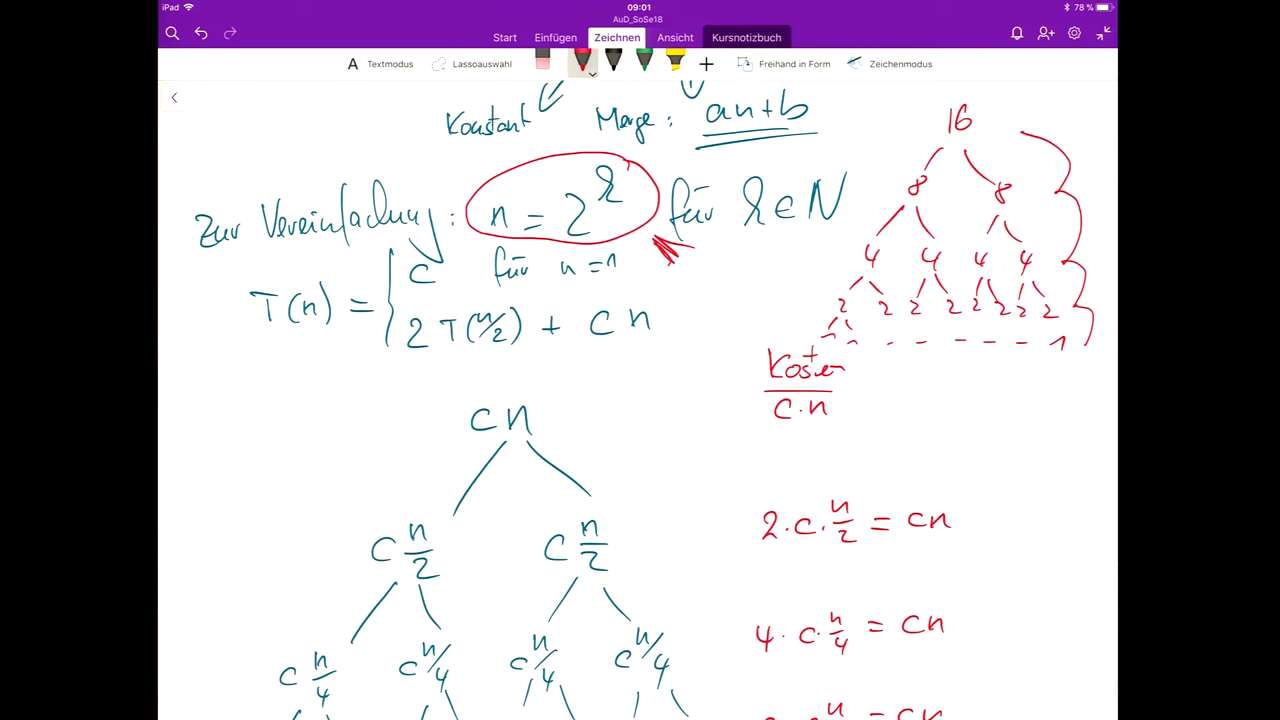 iPad
09:01
78 %
AuD_SoSe18
Start Einfügen Zeichnen Ansicht Kursnotizbuch
A Textmodus Lassoauswahl Freihand in Form Zeichenmodus
Konstant Merge: an+b
Zur Vereinfachung: n = 2^k für k ∈ N
T(n) = { c für n = 1
2 T(n/2) + c n
16
8 8
4 4 4 4
2 2 2 2 2 2 2 2
1
Kosten
c n c·n
c n/2 c n/2 2·c·n/2 = cn
c n/4 c n/4 c n/4 c n/4 4·c·n/4 = cn